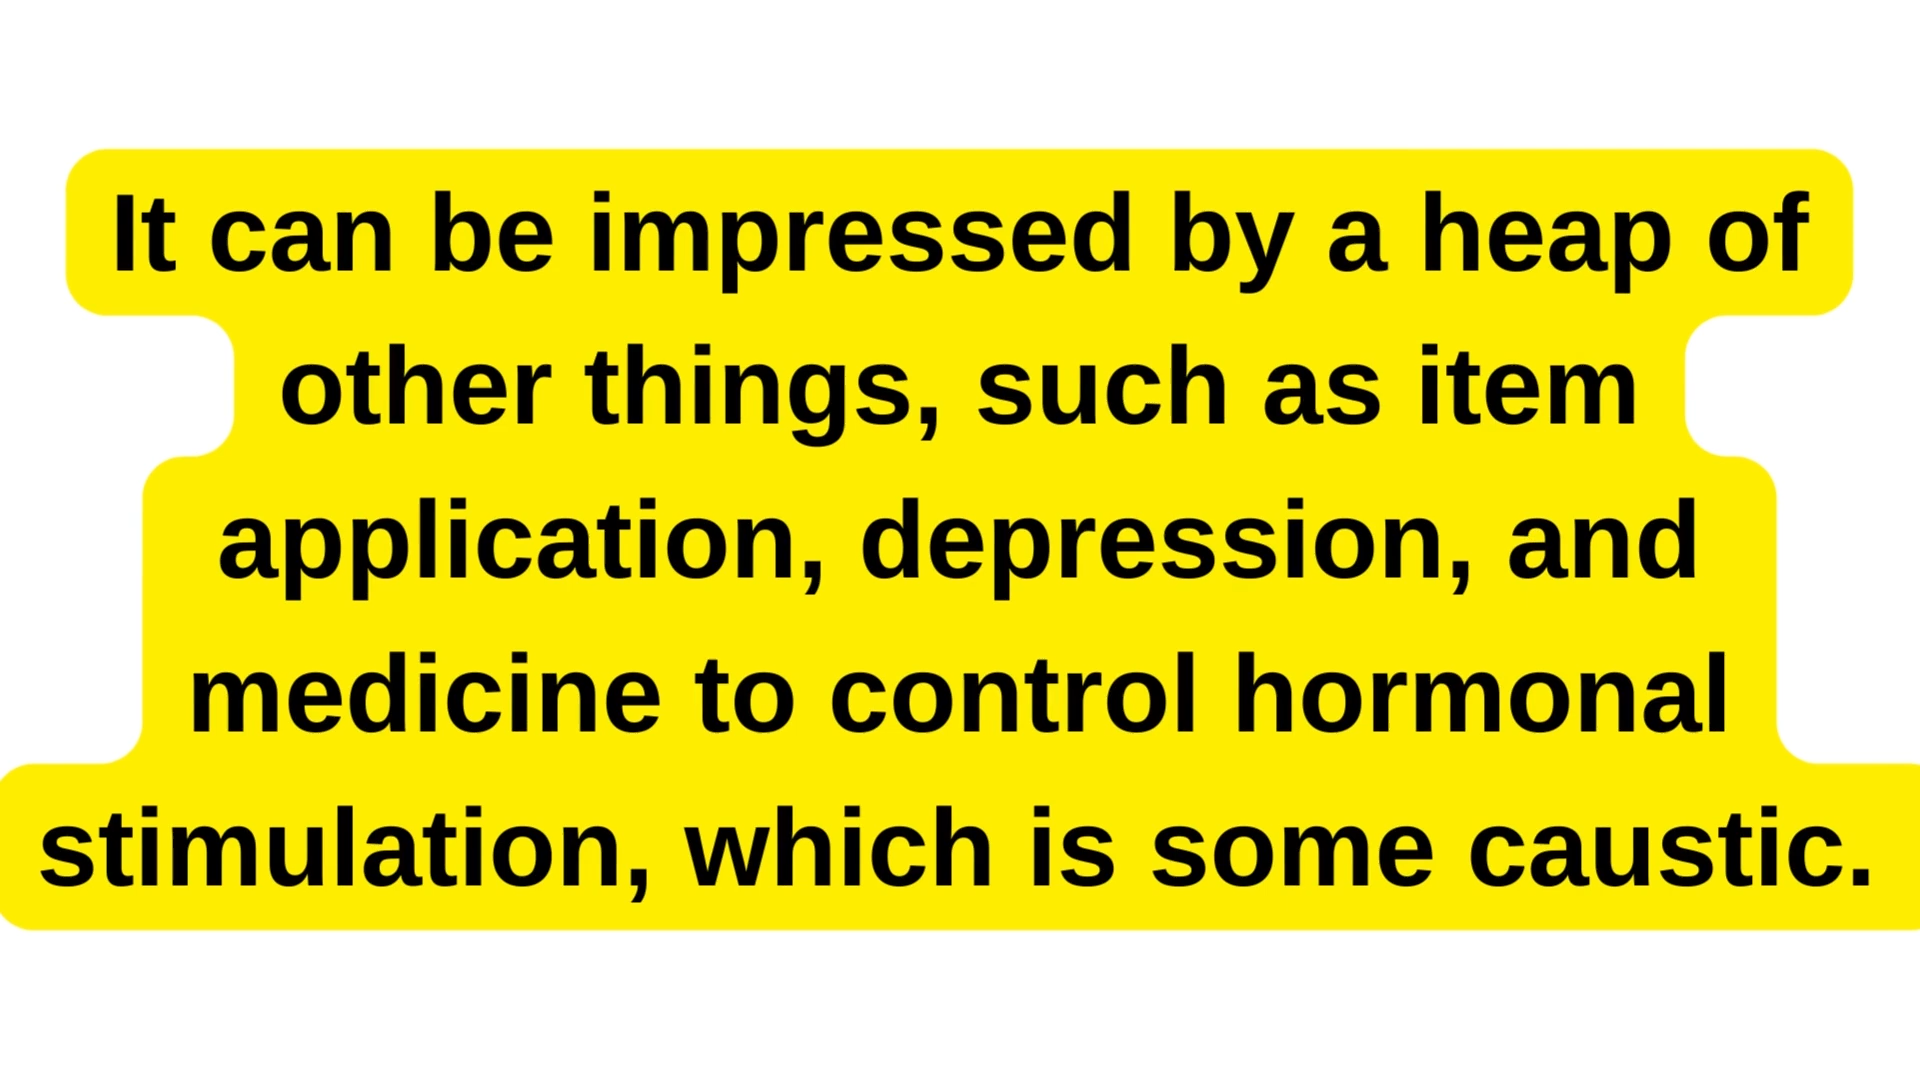 It can be impressed by a heap of
other things, such as item
application, depression, and
medicine to control hormonal
stimulation, which is some caustic.